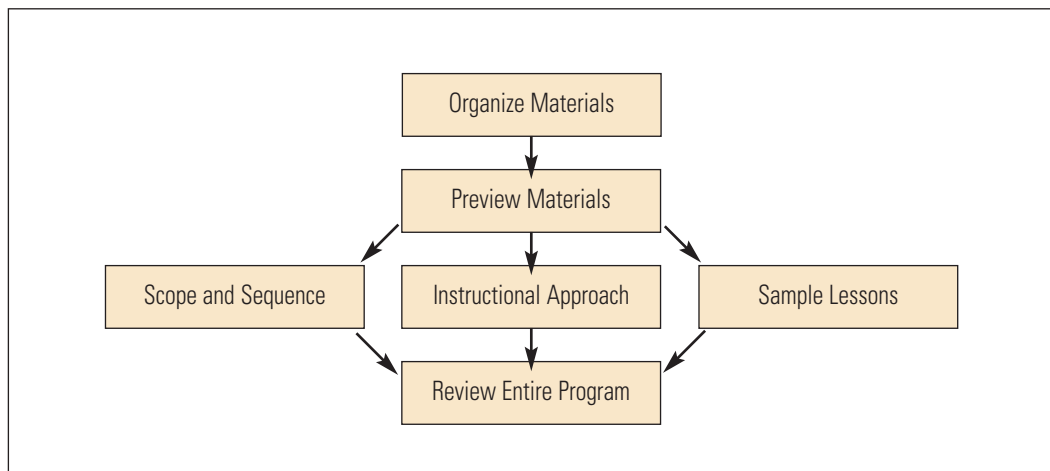 Organize Materials
Preview Materials
Scope and Sequence
Instructional Approach
Sample Lessons
Review Entire Program